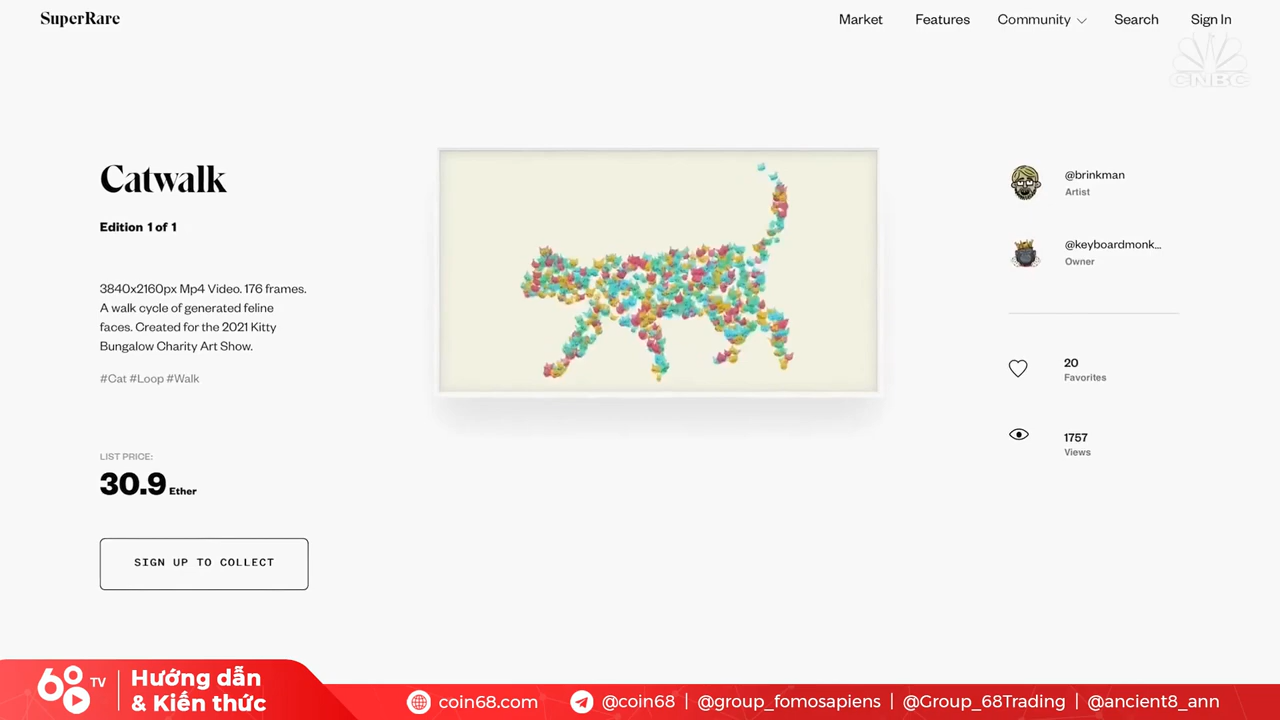 SuperRare
Market Features Community Search Sign In
CNBC
Catwalk
Edition 1 of 1
3840x2160px Mp4 Video. 176 frames.
A walk cycle of generated feline
faces. Created for the 2021 Kitty
Bungalow Charity Art Show.
#Cat #Loop #Walk
LIST PRICE:
30.9 Ether
SIGN UP TO COLLECT
@brinkman
Artist
@keyboardmonk...
Owner
20
Favorites
1757
Views
68 TV
Hướng dẫn
& Kiến thức
coin68.com @coin68 | @group_fomosapiens | @Group_68Trading | @ancient8_ann